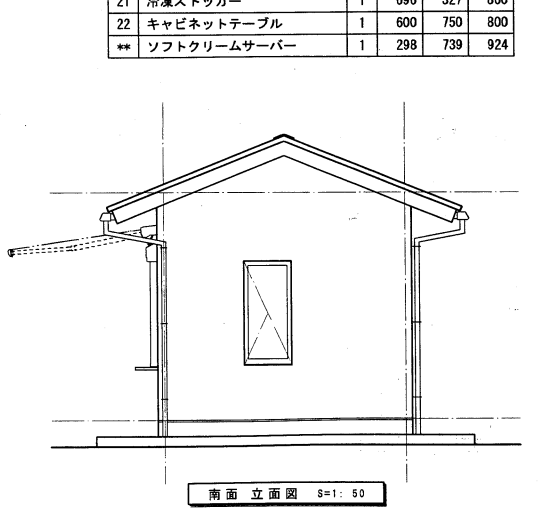 21 冷凍ストッカー 1 690 327 800
22 キャビネットテーブル 1 600 750 800
** ソフトクリームサーバー 1 298 739 924
南面 立面図 S=1: 50